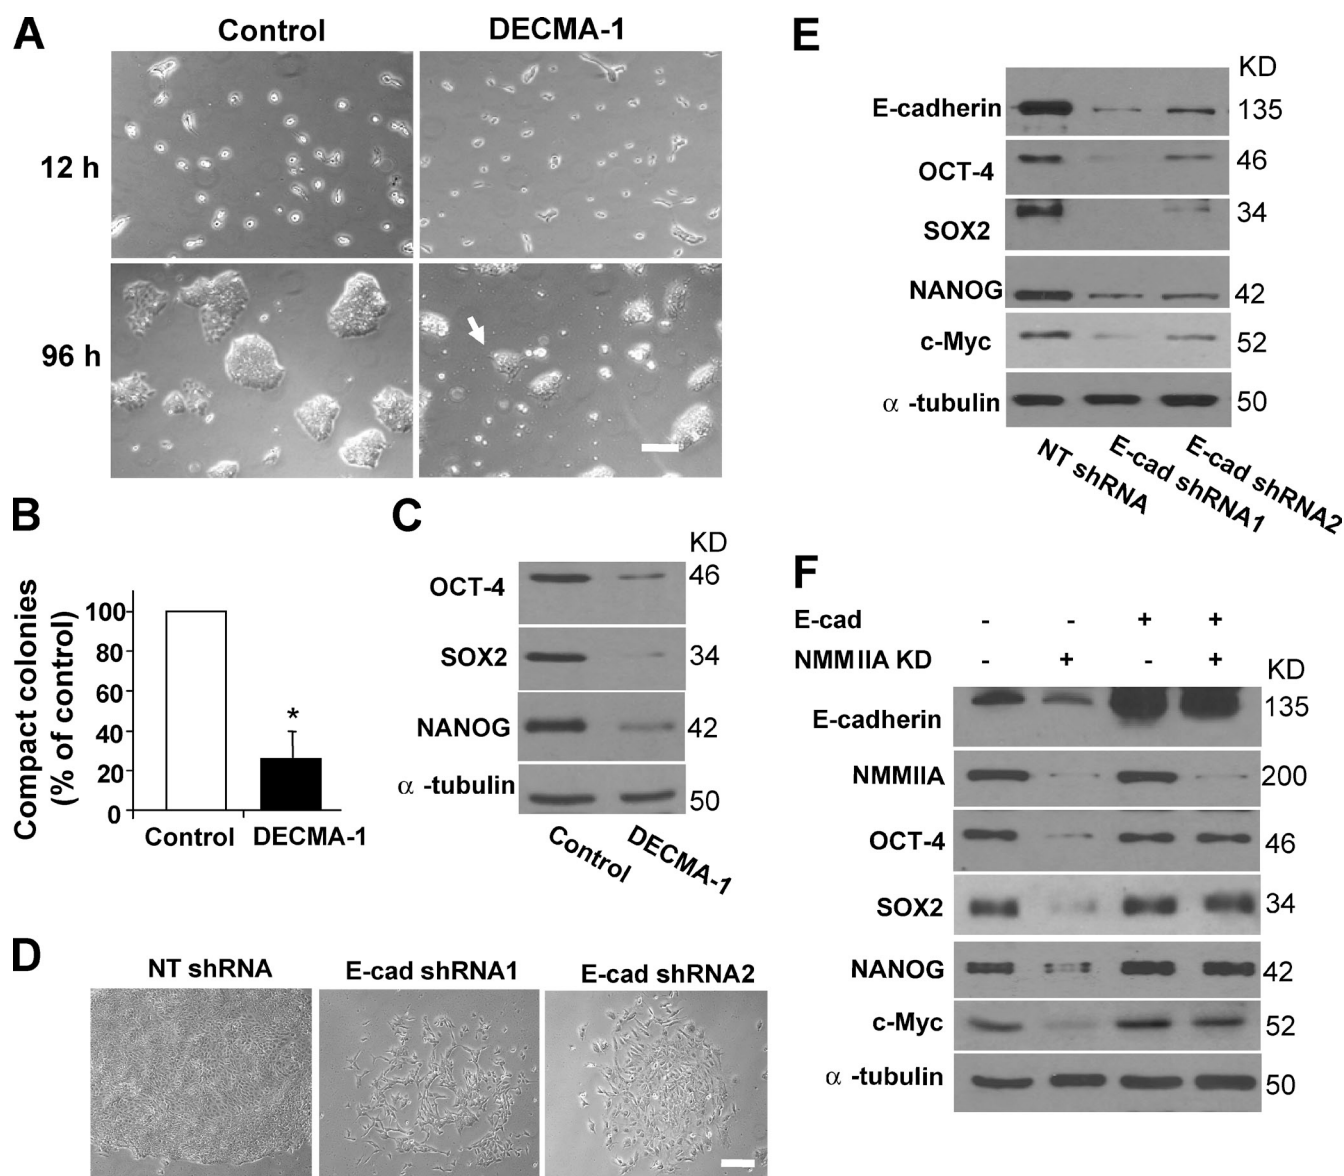 A
Control
DECMA-1
12 h
96 h
B
Compact colonies
(% of control)
100
80
60
40
20
0
*
Control
DECMA-1
C
KD
OCT-4
46
SOX2
34
NANOG
42
α -tubulin
50
Control
DECMA-1
D
NT shRNA
E-cad shRNA1
E-cad shRNA2
E
KD
E-cadherin
135
OCT-4
46
SOX2
34
NANOG
42
c-Myc
52
α -tubulin
50
NT shRNA
E-cad shRNA1
E-cad shRNA2
F
E-cad - - + +
NMMIIA KD - + - +
KD
E-cadherin
135
NMMIIA
200
OCT-4
46
SOX2
34
NANOG
42
c-Myc
52
α -tubulin
50